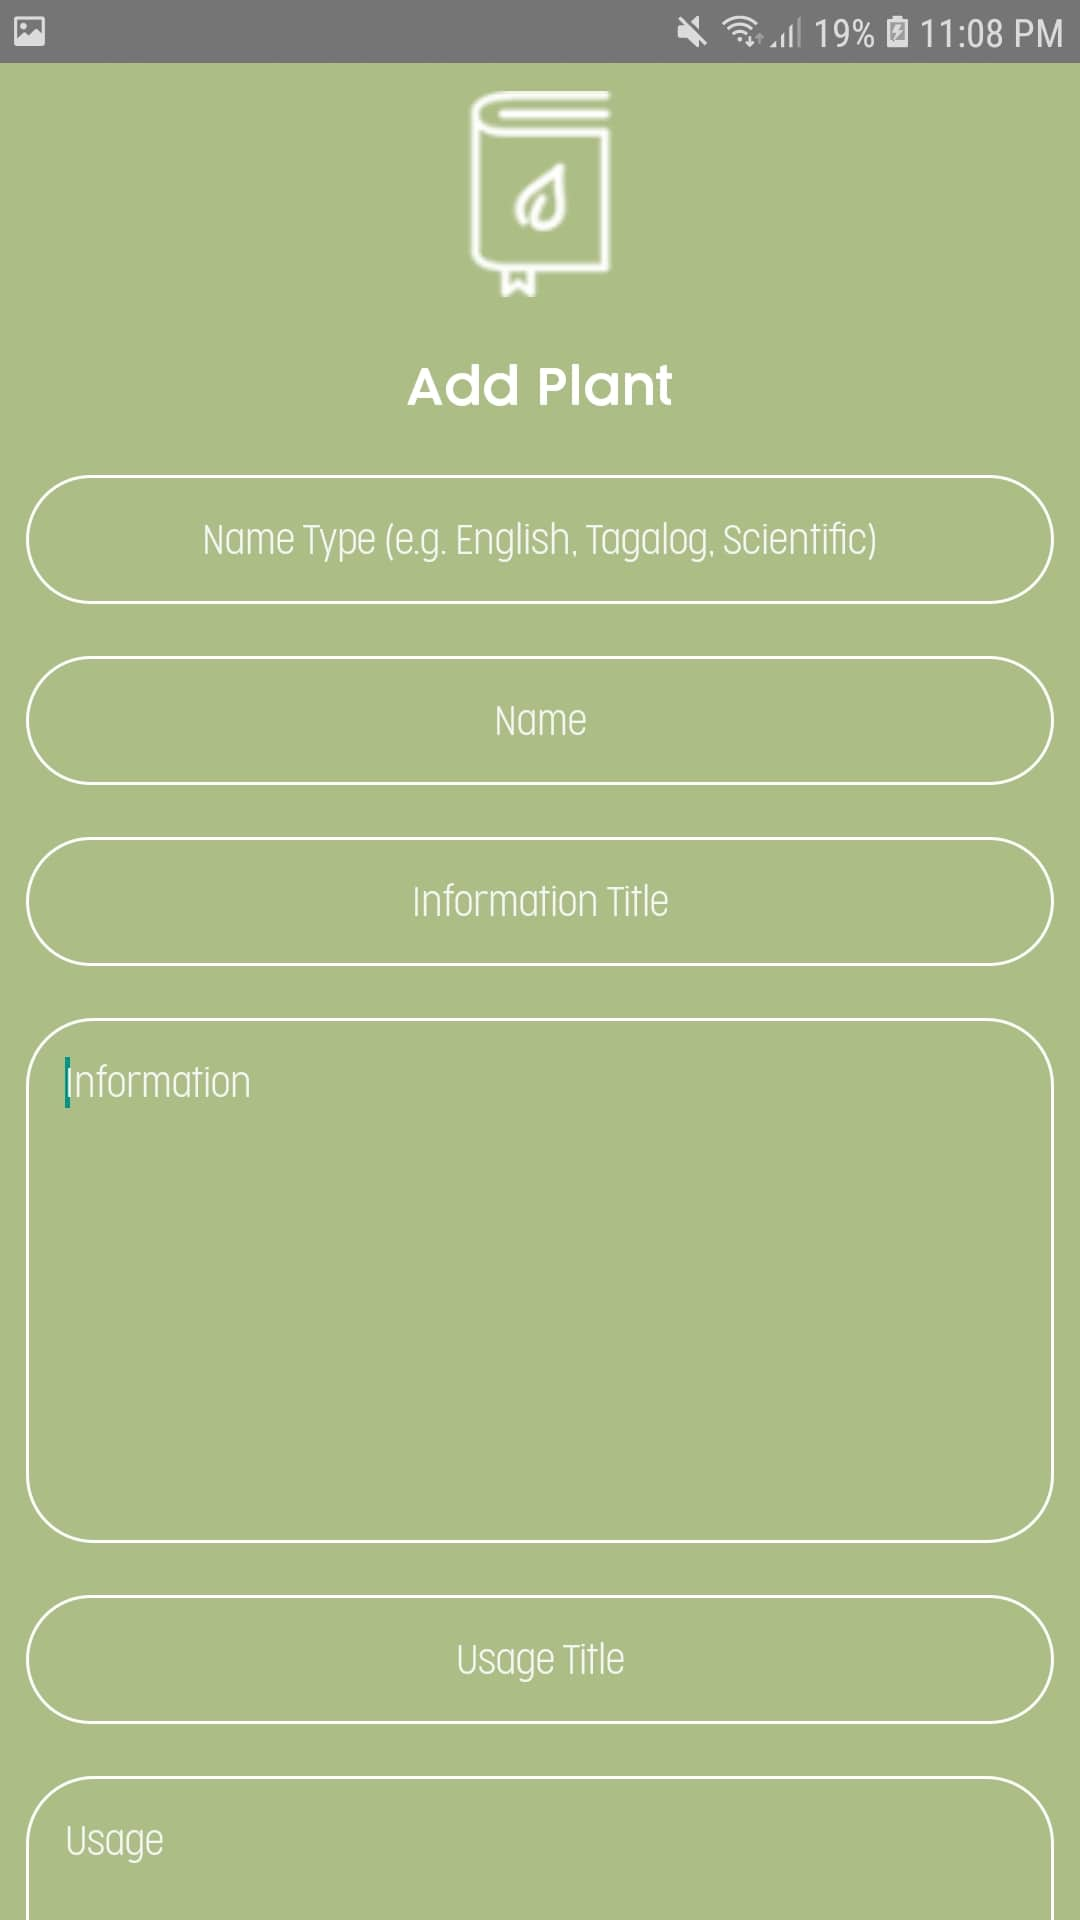 19% 11:08 PM
Add Plant
Name Type (e.g. English, Tagalog, Scientific)
Name
Information Title
Information
Usage Title
Usage